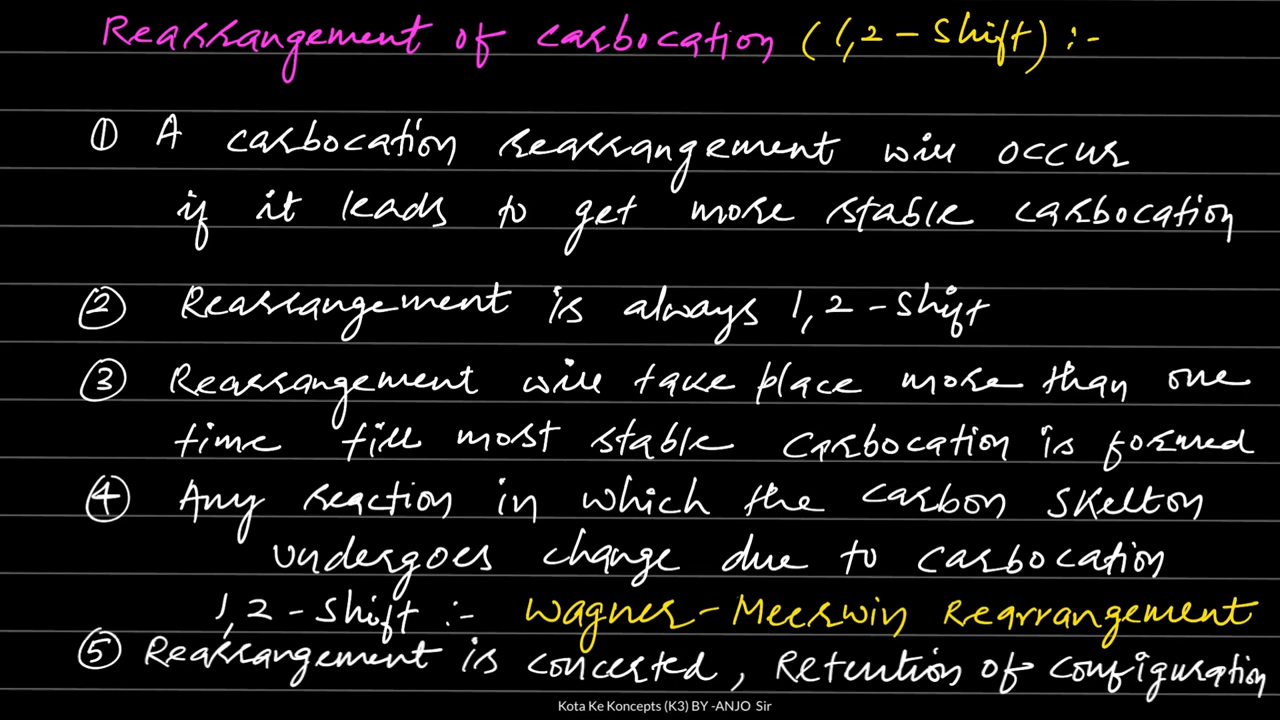 Rearrangement of carbocation (1,2 - Shift) :-
① A carbocation rearrangement will occur
if it leads to get more stable carbocation
② Rearrangement is always 1,2 - shift
③ Rearrangement will take place more than one
time till most stable carbocation is formed
④ Any reaction in which the carbon skelton
undergoes change due to carbocation
1,2 - shift :- Wagner - Meerwin Rearrangement
⑤ Rearrangement is concerted, Retention of configuration
Kota Ke Koncepts (K3) BY -ANJO Sir